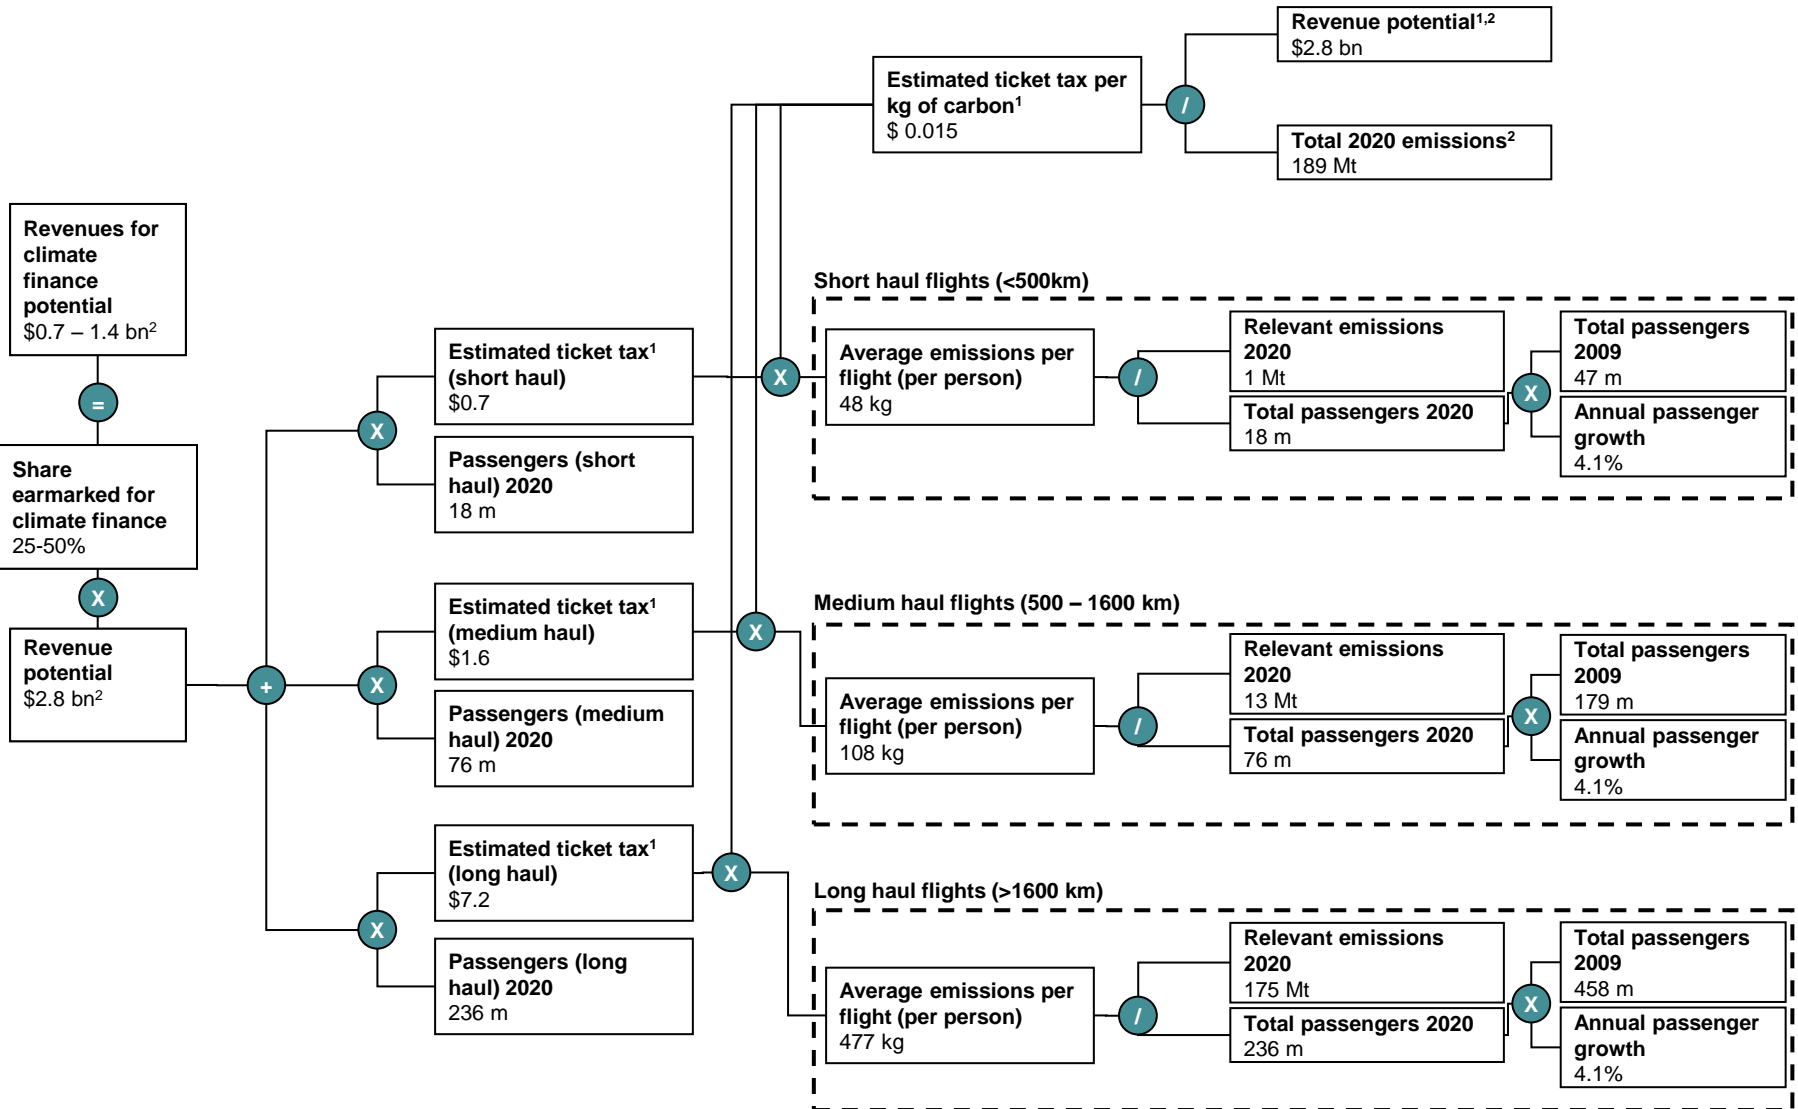 Revenue potential¹,²
$2.8 bn
Estimated ticket tax per
kg of carbon¹
$ 0.015
/
Total 2020 emissions²
189 Mt
Revenues for
climate
finance
potential
$0.7 – 1.4 bn²
=
Share
earmarked for
climate finance
25-50%
X
Revenue
potential
$2.8 bn²
+
X
Estimated ticket tax¹
(short haul)
$0.7
Passengers (short
haul) 2020
18 m
X
Estimated ticket tax¹
(medium haul)
$1.6
Passengers (medium
haul) 2020
76 m
X
Estimated ticket tax¹
(long haul)
$7.2
Passengers (long
haul) 2020
236 m
Short haul flights (<500km)
X
Average emissions per
flight (per person)
48 kg
/
Relevant emissions
2020
1 Mt
Total passengers 2020
18 m
X
Total passengers
2009
47 m
Annual passenger
growth
4.1%
Medium haul flights (500 – 1600 km)
X
Average emissions per
flight (per person)
108 kg
/
Relevant emissions
2020
13 Mt
Total passengers 2020
76 m
X
Total passengers
2009
179 m
Annual passenger
growth
4.1%
Long haul flights (>1600 km)
X
Average emissions per
flight (per person)
477 kg
/
Relevant emissions
2020
175 Mt
Total passengers 2020
236 m
X
Total passengers
2009
458 m
Annual passenger
growth
4.1%